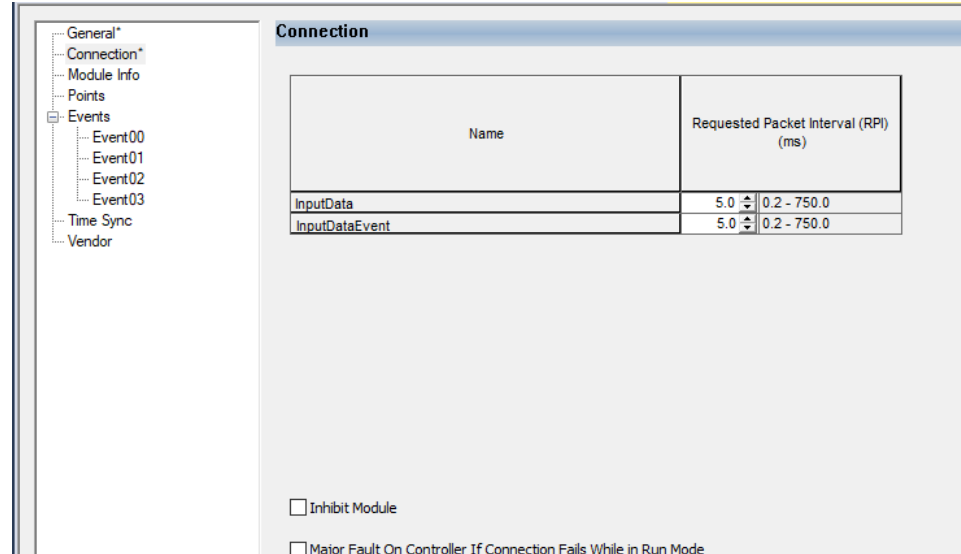 General*
Connection*
Module Info
Points
Events
Event00
Event01
Event02
Event03
Time Sync
Vendor
Connection
Name
Requested Packet Interval (RPI)
(ms)
InputData 5.0 0.2 - 750.0
InputDataEvent 5.0 0.2 - 750.0
Inhibit Module
Major Fault On Controller If Connection Fails While in Run Mode